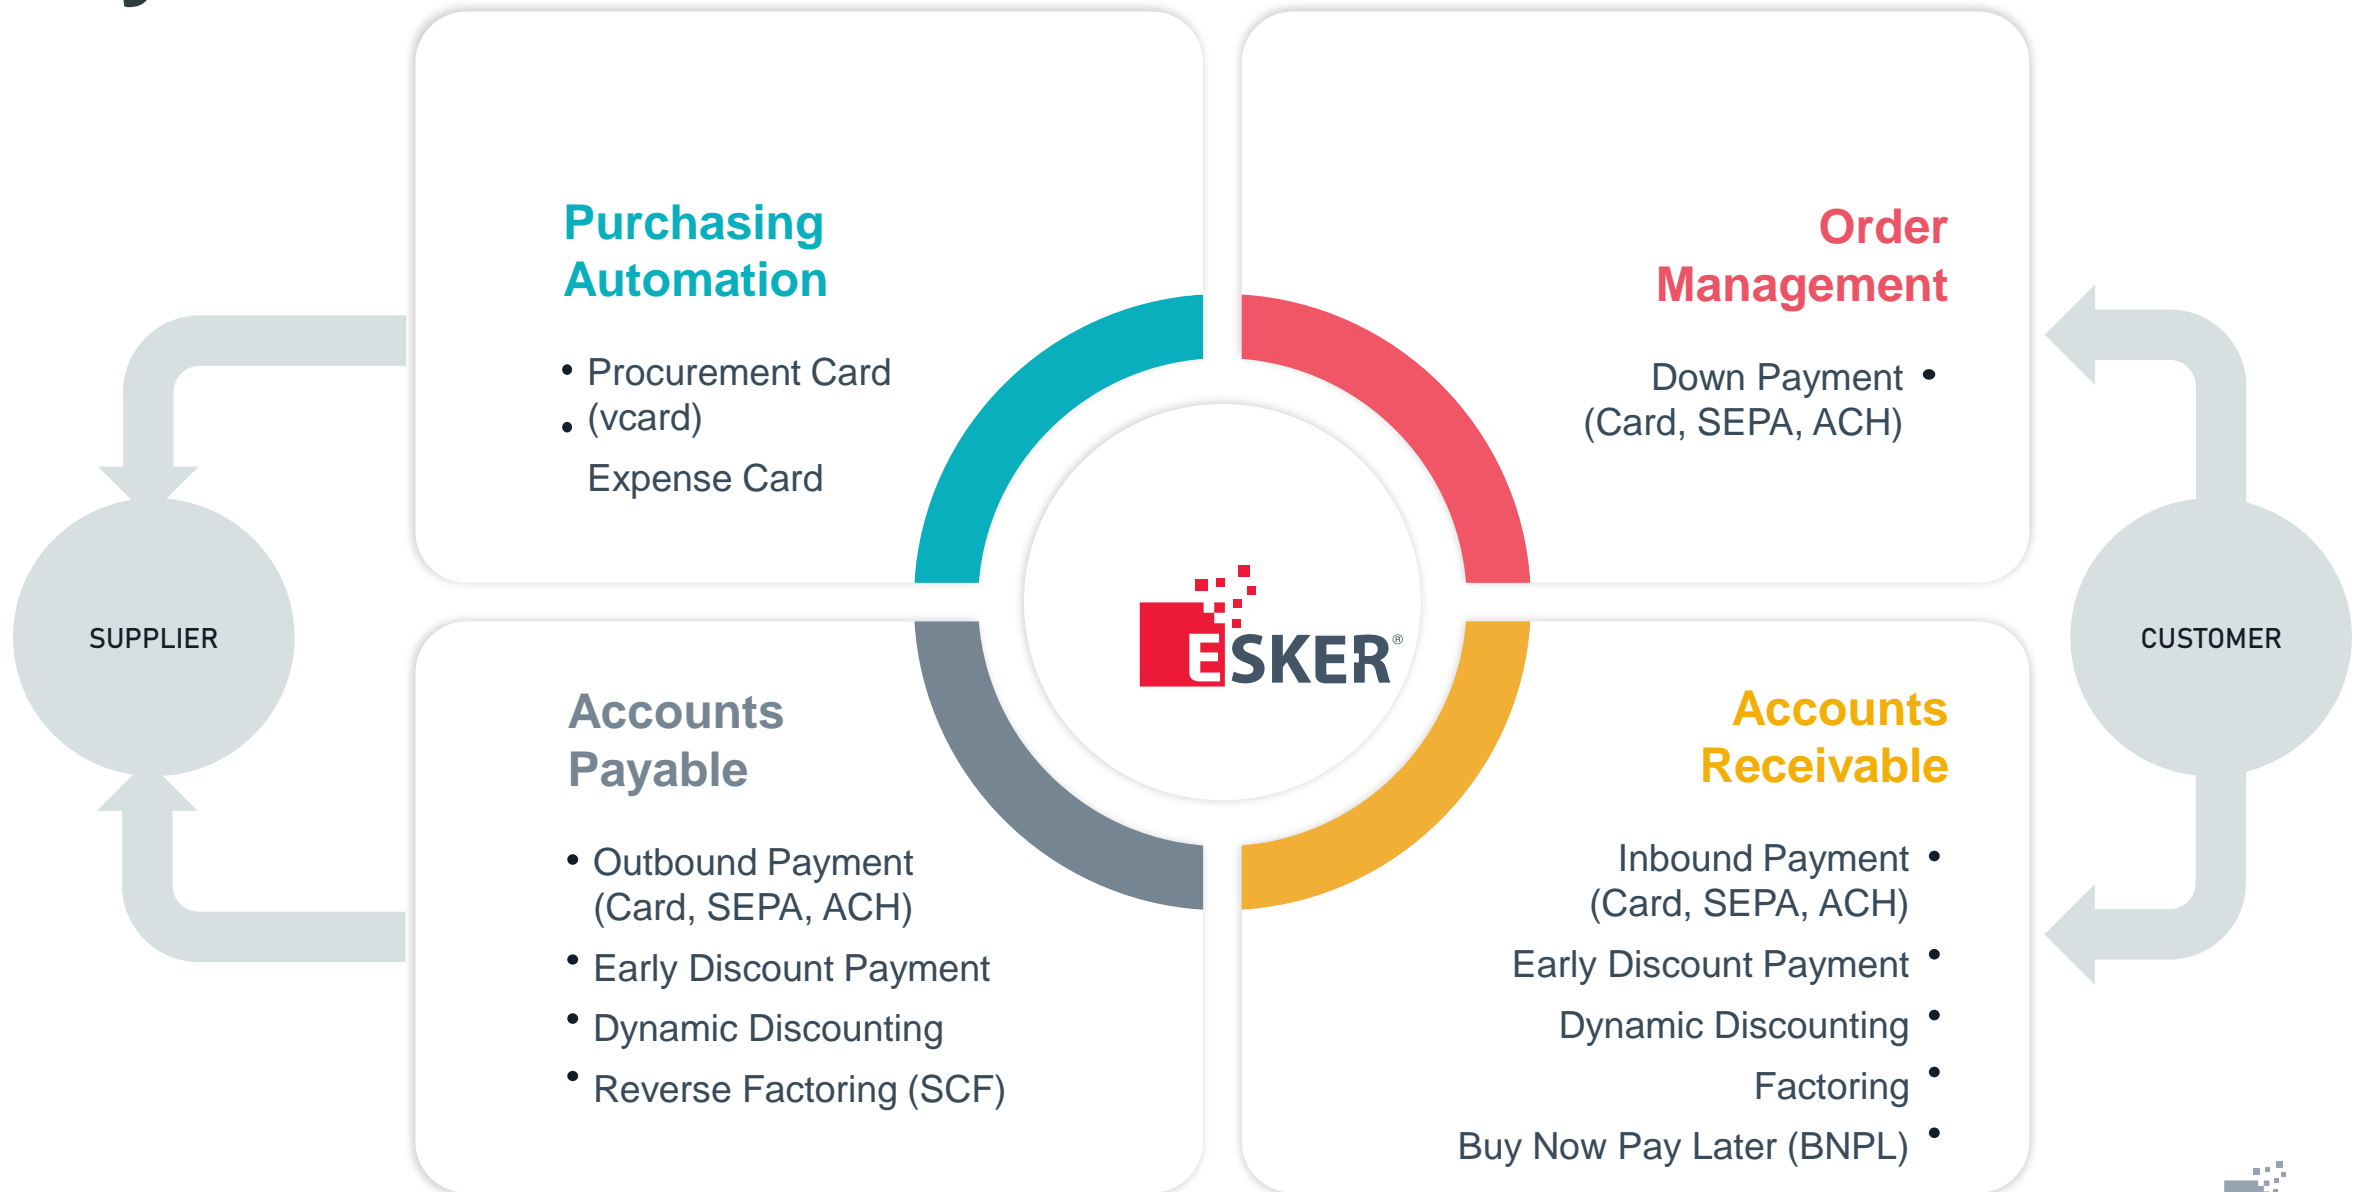 Purchasing
Automation
• Procurement Card
• (vcard)
Expense Card
Order
Management
Down Payment •
(Card, SEPA, ACH)
SUPPLIER
ESKER®
CUSTOMER
Accounts
Payable
• Outbound Payment
(Card, SEPA, ACH)
• Early Discount Payment
• Dynamic Discounting
• Reverse Factoring (SCF)
Accounts
Receivable
Inbound Payment •
(Card, SEPA, ACH)
Early Discount Payment •
Dynamic Discounting •
Factoring •
Buy Now Pay Later (BNPL) •